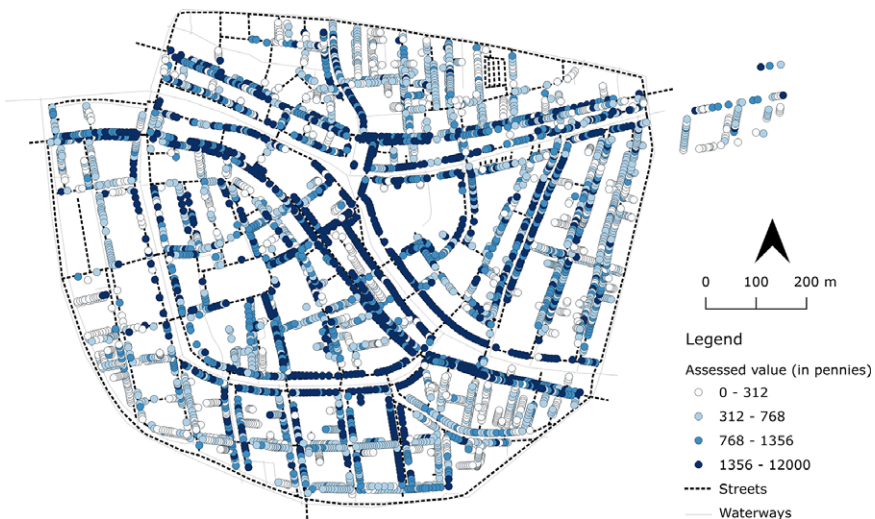 0 100 200 m
Legend
Assessed value (in pennies)
0 - 312
312 - 768
768 - 1356
1356 - 12000
Streets
Waterways